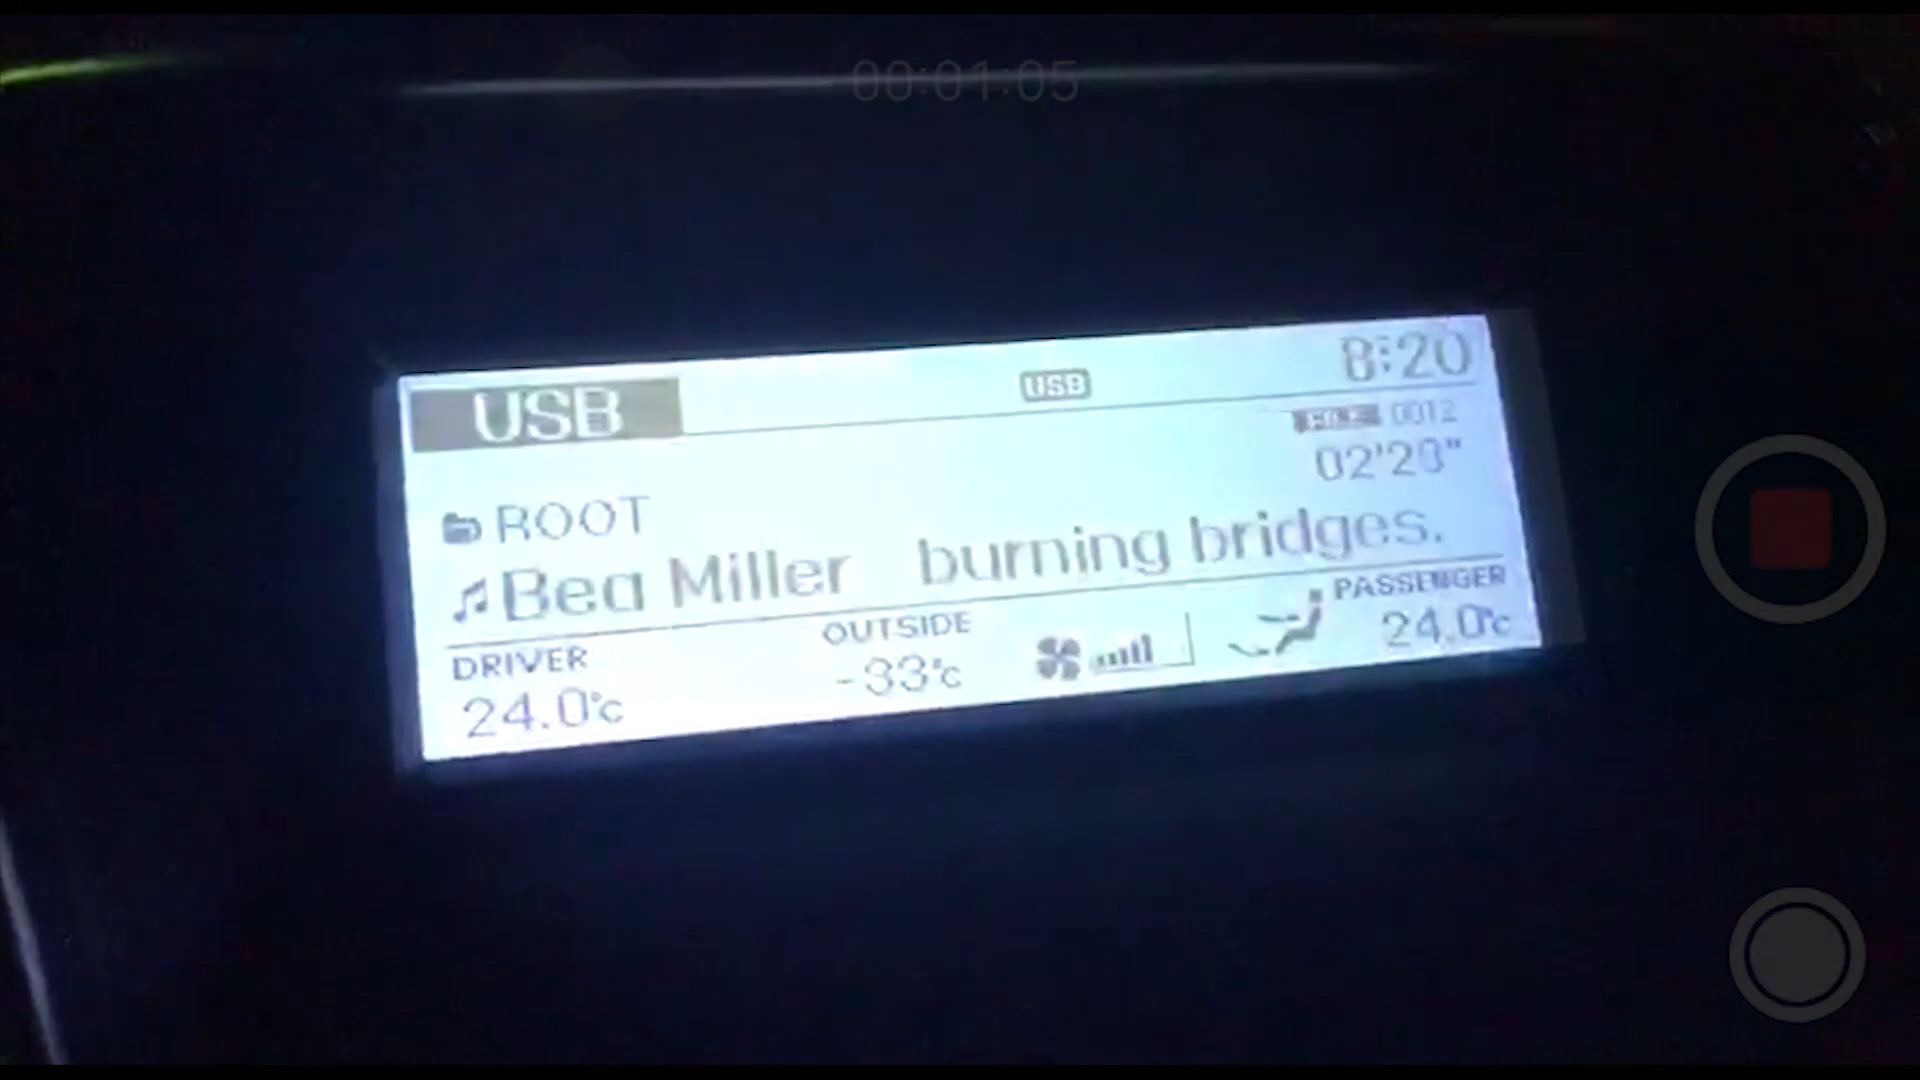 00:01:05
USB USB 8:20
FILE 0012
02'20"
ROOT
Bea Miller burning bridges.
DRIVER OUTSIDE PASSENGER
24.0°c -33°c 24.0°c